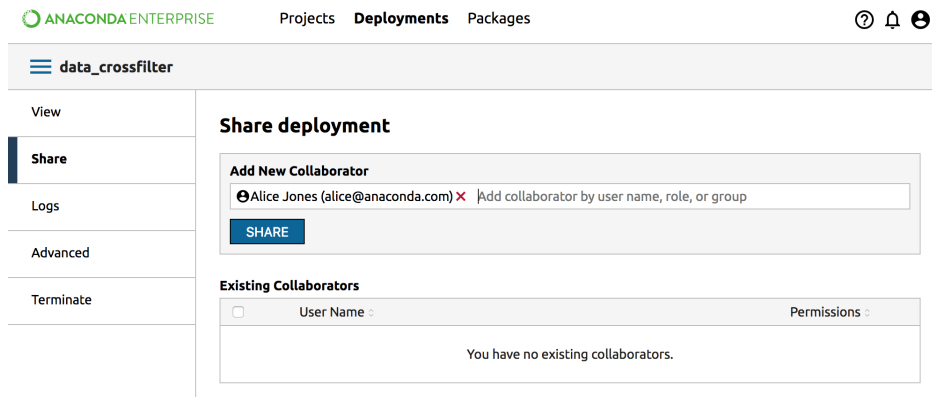 ANACONDA ENTERPRISE Projects Deployments Packages
data_crossfilter
View
Share
Logs
Advanced
Terminate
Share deployment
Add New Collaborator
Alice Jones (alice@anaconda.com) Add collaborator by user name, role, or group
SHARE
Existing Collaborators
User Name Permissions
You have no existing collaborators.